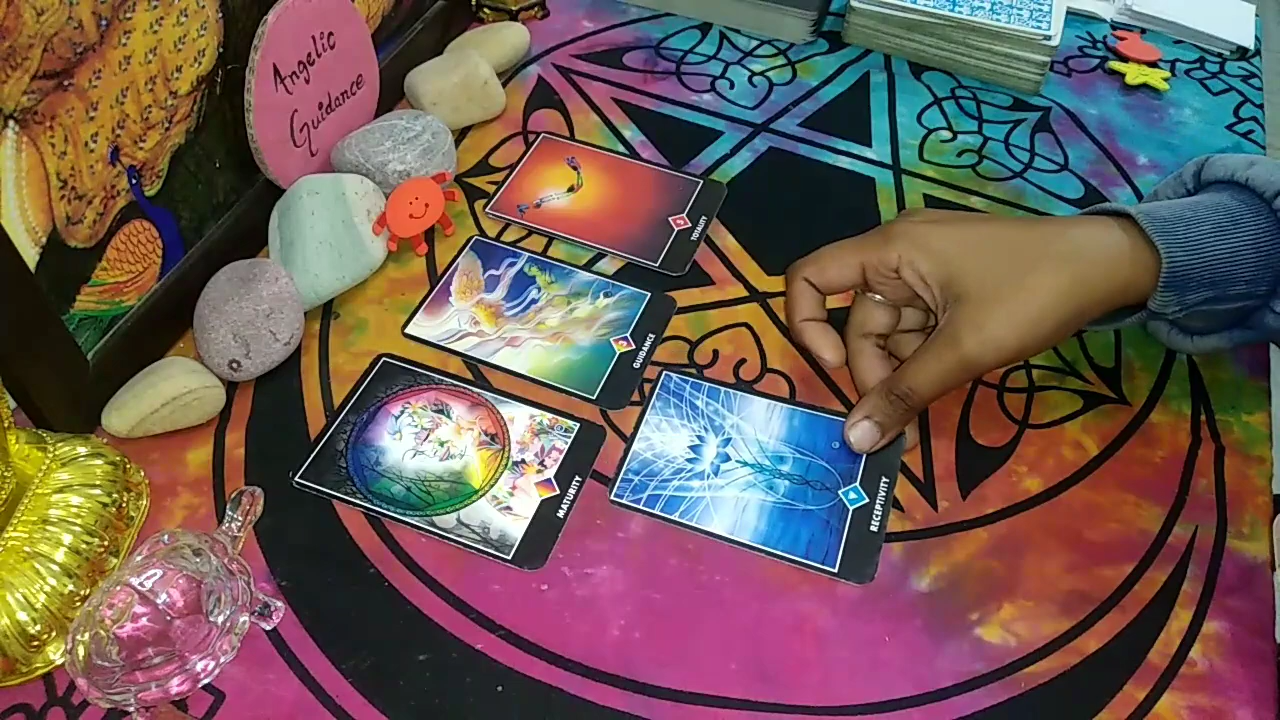 Angelic
Guidance
TOTALITY
GUIDANCE
MATURITY
RECEPTIVITY